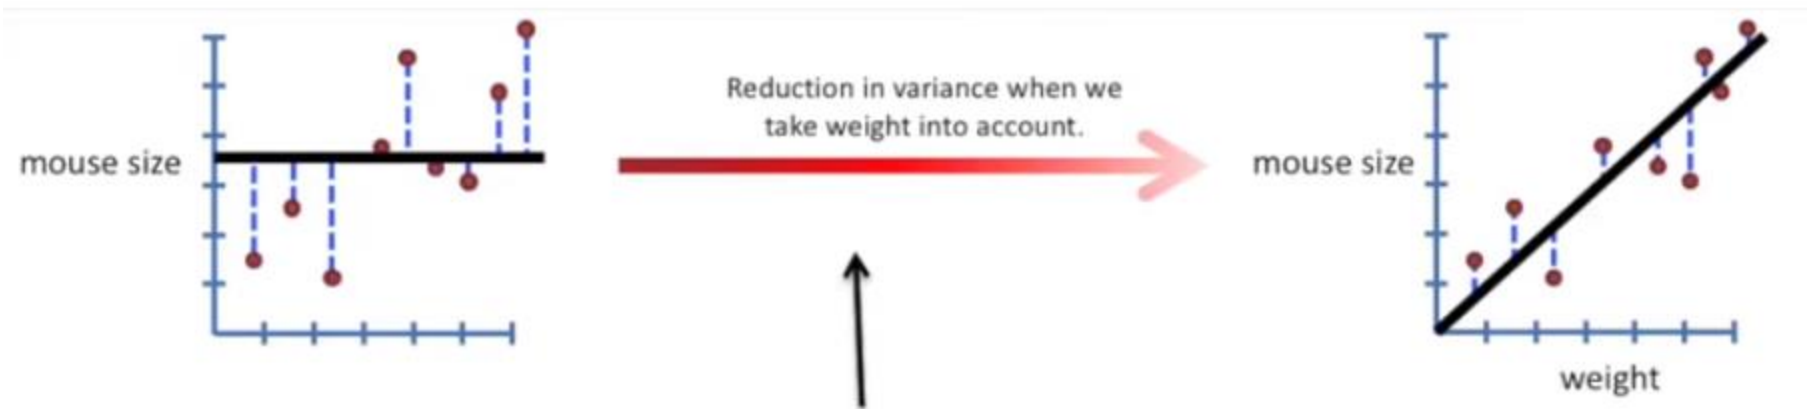 Reduction in variance when we
take weight into account.
mouse size
mouse size
weight